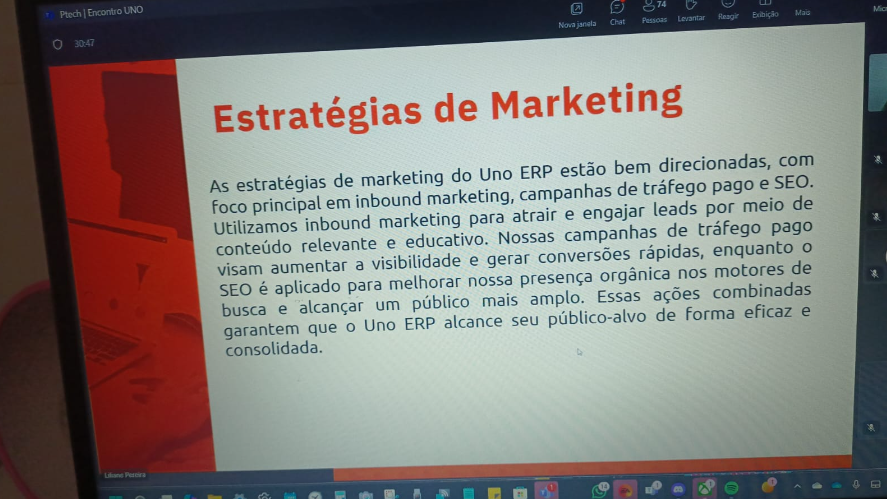 Ptech | Encontro UNO
30:47
Nova janela
Chat
74
Pessoas
Levantar
Reagir
Exibição
Mais
Estratégias de Marketing
As estratégias de marketing do Uno ERP estão bem direcionadas, com
foco principal em inbound marketing, campanhas de tráfego pago e SEO.
Utilizamos inbound marketing para atrair e engajar leads por meio de
conteúdo relevante e educativo. Nossas campanhas de tráfego pago
visam aumentar a visibilidade e gerar conversões rápidas, enquanto o
SEO é aplicado para melhorar nossa presença orgânica nos motores de
busca e alcançar um público mais amplo. Essas ações combinadas
garantem que o Uno ERP alcance seu público-alvo de forma eficaz e
consolidada.
Liliane Pereira